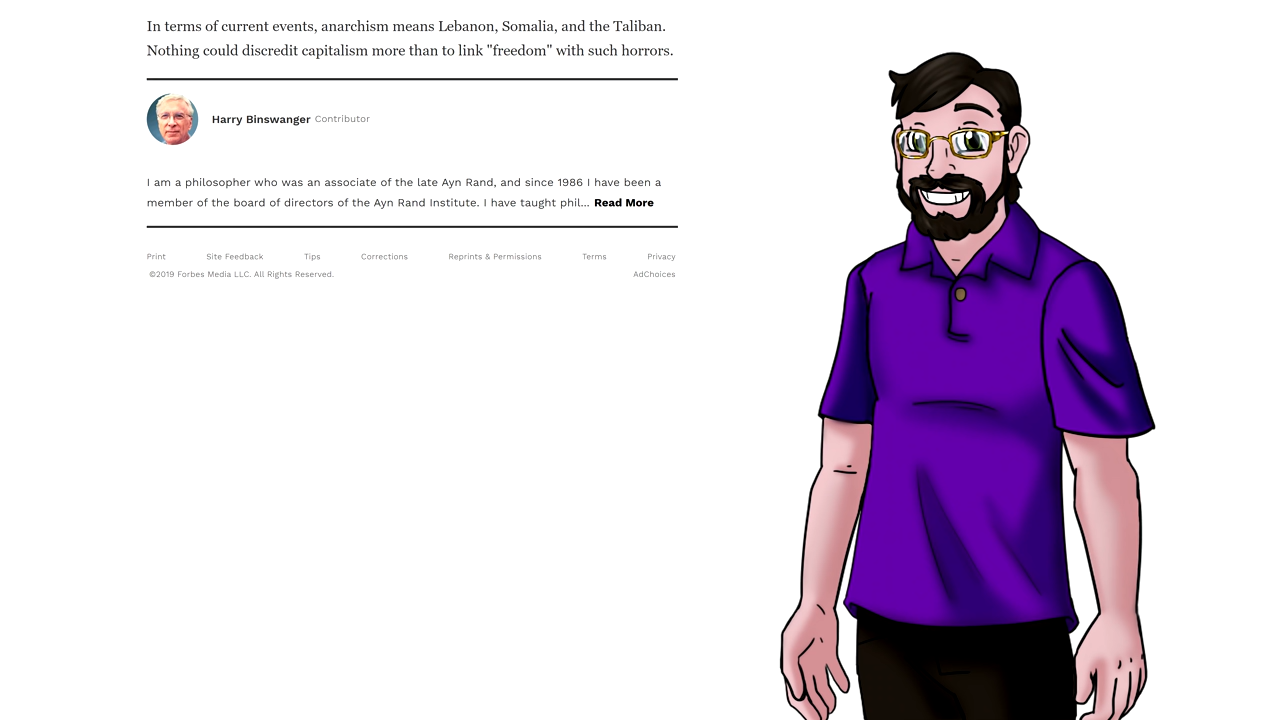 In terms of current events, anarchism means Lebanon, Somalia, and the Taliban.
Nothing could discredit capitalism more than to link "freedom" with such horrors.
Harry Binswanger Contributor
I am a philosopher who was an associate of the late Ayn Rand, and since 1986 I have been a
member of the board of directors of the Ayn Rand Institute. I have taught phil... Read More
Print Site Feedback Tips Corrections Reprints & Permissions Terms Privacy
©2019 Forbes Media LLC. All Rights Reserved. AdChoices